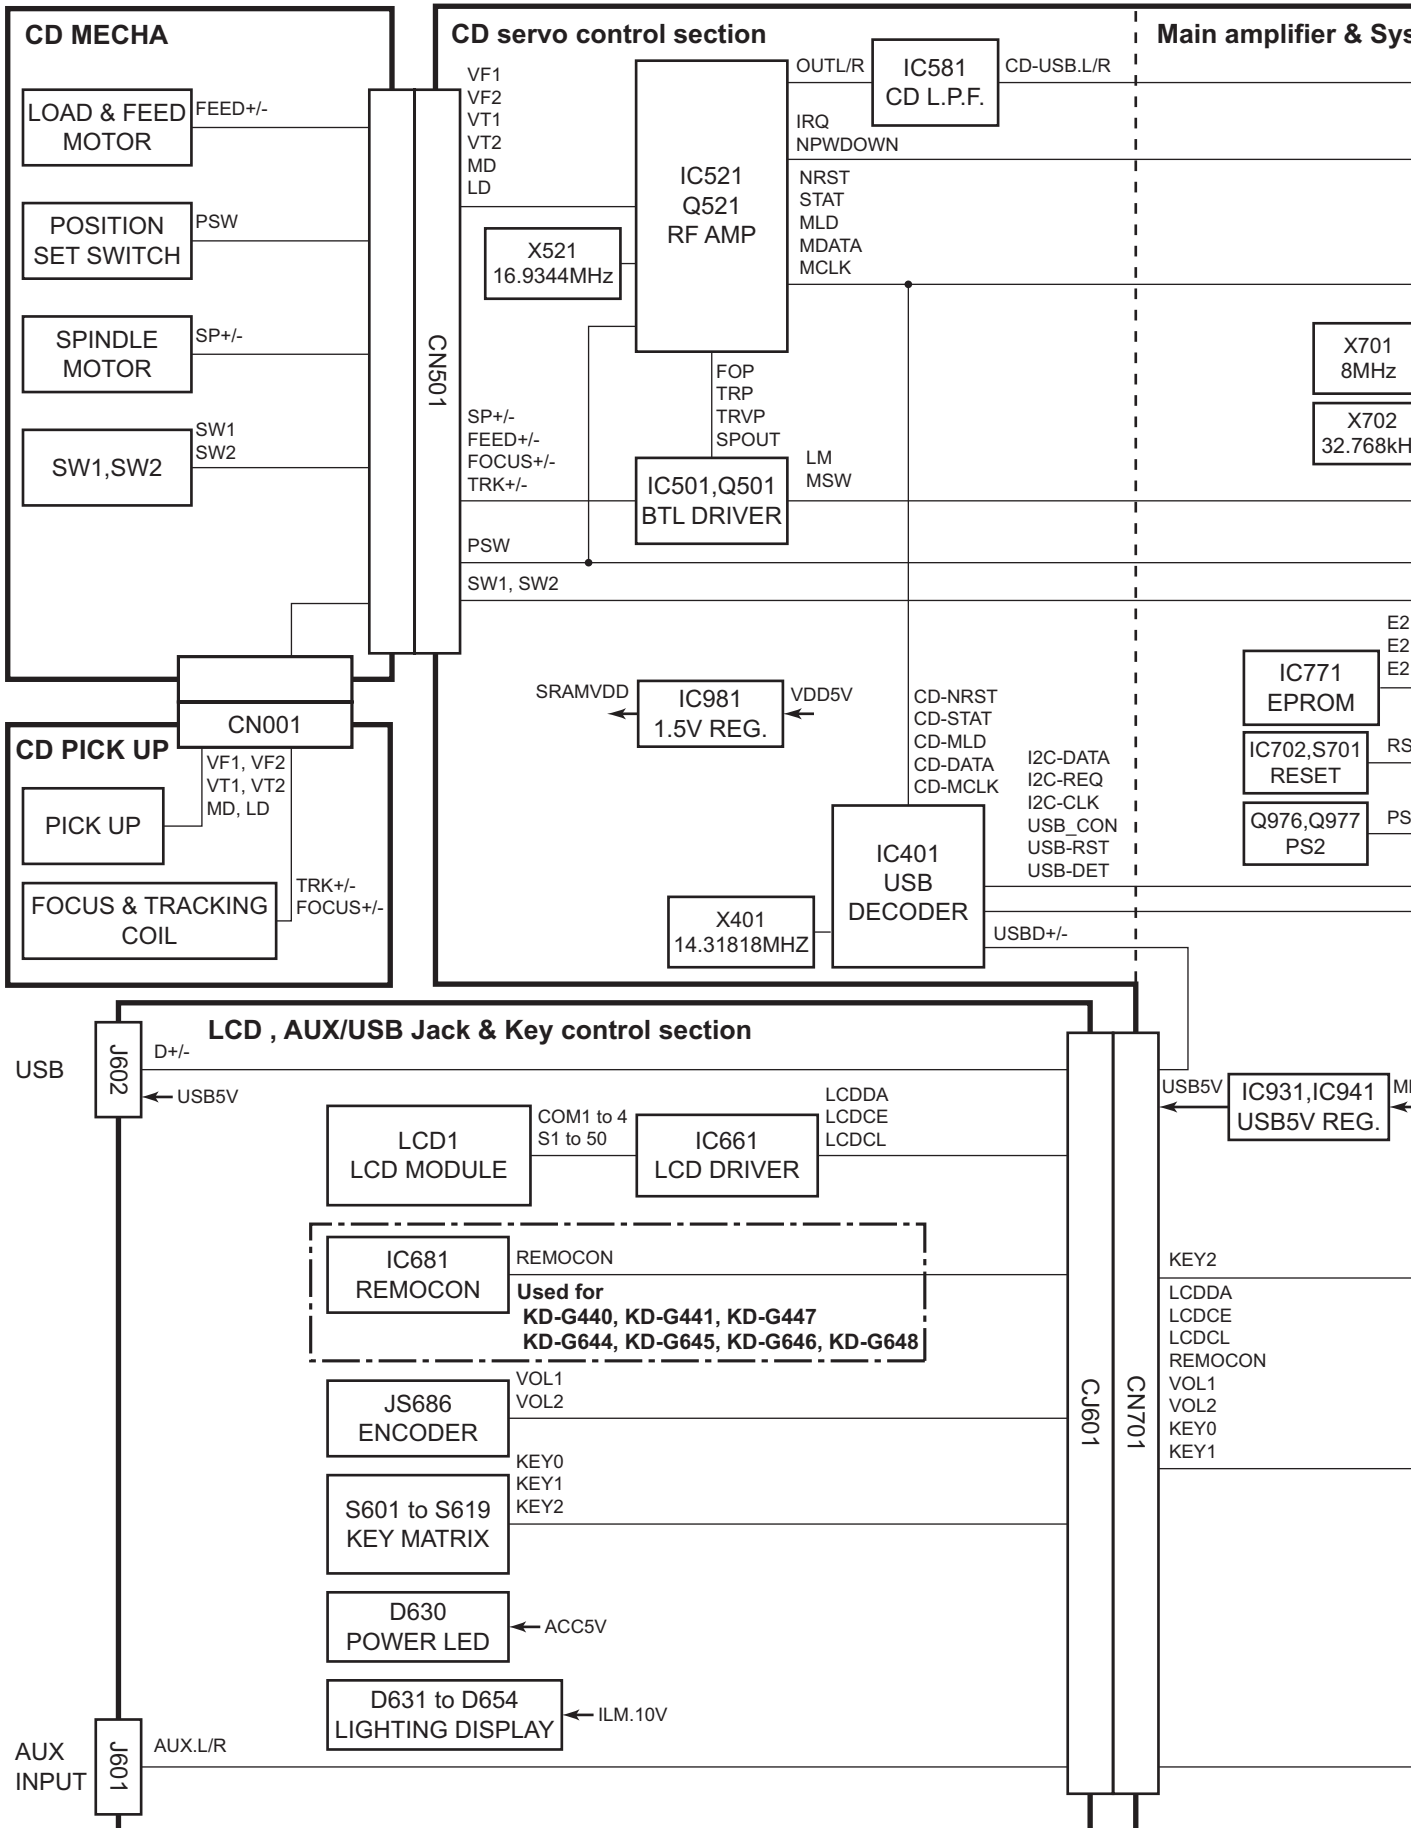 CD MECHA
LOAD & FEED
MOTOR
FEED+/-
POSITION
SET SWITCH
PSW
SPINDLE
MOTOR
SP+/-
SW1,SW2
SW1
SW2
CN501
CN001
CD PICK UP
VF1, VF2
VT1, VT2
MD, LD
PICK UP
FOCUS & TRACKING
COIL
TRK+/-
FOCUS+/-
CD servo control section
VF1
VF2
VT1
VT2
MD
LD
IC521
Q521
RF AMP
X521
16.9344MHz
OUTL/R
IC581
CD L.P.F.
CD-USB.L/R
IRQ
NPWDOWN
NRST
STAT
MLD
MDATA
MCLK
FOP
TRP
TRVP
SPOUT
SP+/-
FEED+/-
FOCUS+/-
TRK+/-
IC501,Q501
BTL DRIVER
LM
MSW
PSW
SW1, SW2
SRAMVDD
IC981
1.5V REG.
VDD5V
CD-NRST
CD-STAT
CD-MLD
CD-DATA
CD-MCLK
I2C-DATA
I2C-REQ
I2C-CLK
USB_CON
USB-RST
USB-DET
IC401
USB
DECODER
X401
14.31818MHZ
USBD+/-
Main amplifier & Sys
X701
8MHz
X702
32.768kH
E2
E2
E2
IC771
EPROM
IC702,S701
RESET
RS
Q976,Q977
PS2
PS
LCD , AUX/USB Jack & Key control section
USB
J602
D+/-
USB5V
LCD1
LCD MODULE
COM1 to 4
S1 to 50
IC661
LCD DRIVER
LCDDA
LCDCE
LCDCL
IC681
REMOCON
REMOCON
Used for
KD-G440, KD-G441, KD-G447
KD-G644, KD-G645, KD-G646, KD-G648
JS686
ENCODER
VOL1
VOL2
S601 to S619
KEY MATRIX
KEY0
KEY1
KEY2
D630
POWER LED
ACC5V
D631 to D654
LIGHTING DISPLAY
ILM.10V
AUX
INPUT
J601
AUX.L/R
CJ601
CN701
USB5V
IC931,IC941
USB5V REG.
KEY2
LCDDA
LCDCE
LCDCL
REMOCON
VOL1
VOL2
KEY0
KEY1